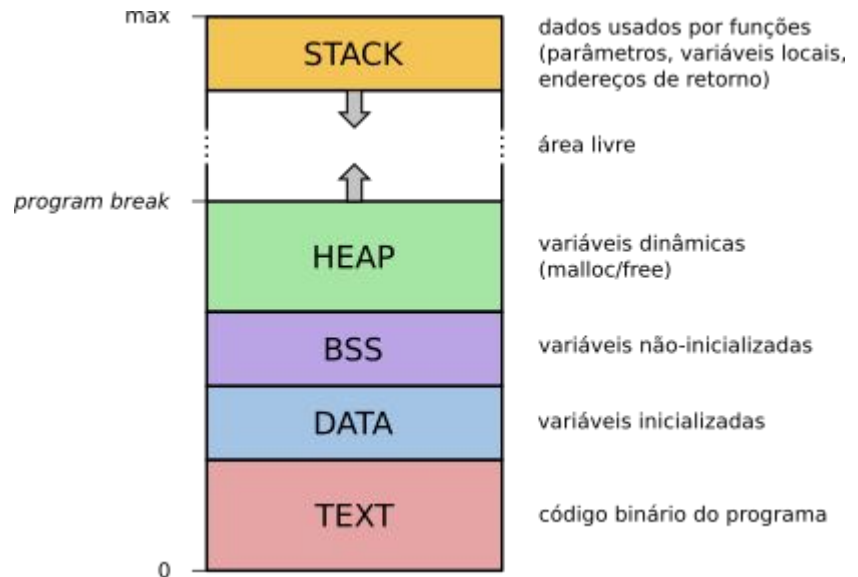 max
STACK
dados usados por funções
(parâmetros, variáveis locais,
endereços de retorno)
área livre
program break
HEAP
variáveis dinâmicas
(malloc/free)
BSS
variáveis não-inicializadas
DATA
variáveis inicializadas
TEXT
código binário do programa
0